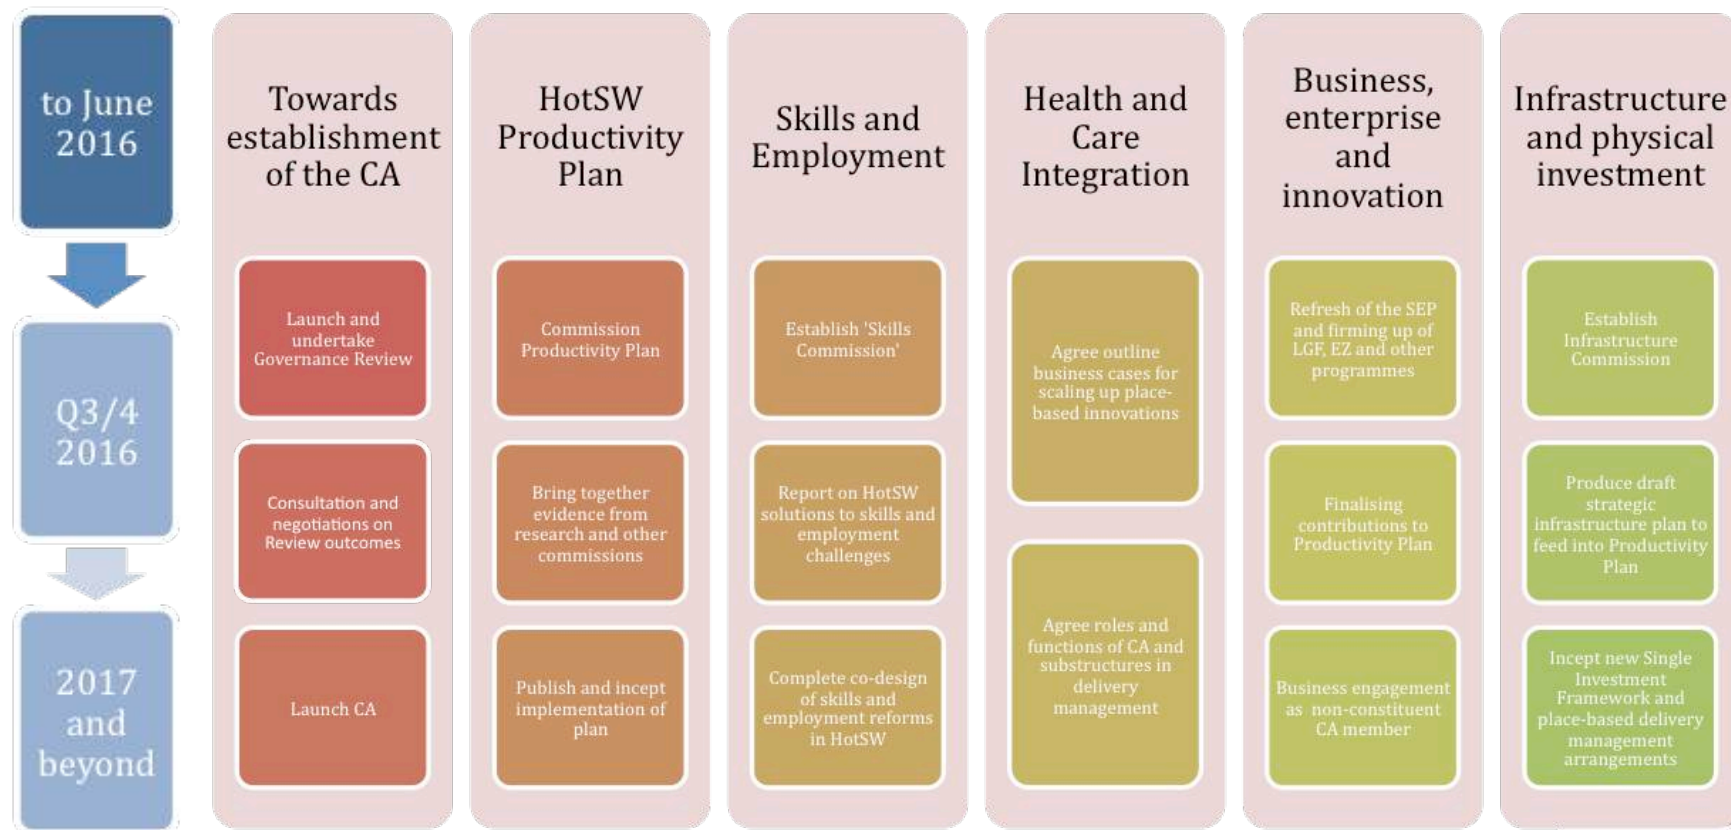 to June
2016
Q3/4
2016
2017
and
beyond
Towards
establishment
of the CA
Launch and
undertake
Governance Review
Consultation and
negotiations on
Review outcomes
Launch CA
HotSW
Productivity
Plan
Commission
Productivity Plan
Bring together
evidence from
research and other
commissions
Publish and incept
implementation of
plan
Skills and
Employment
Establish 'Skills
Commission'
Report on HotSW
solutions to skills and
employment
challenges
Complete co-design
of skills and
employment reforms
in HotSW
Health and
Care
Integration
Agree outline
business cases for
scaling up place-
based innovations
Agree roles and
functions of CA and
substructures in
delivery
management
Business,
enterprise
and
innovation
Refresh of the SEP
and firming up of
LGF, EZ and other
programmes
Finalising
contributions to
Productivity Plan
Business engagement
as non-constituent
CA member
Infrastructure
and physical
investment
Establish
Infrastructure
Commission
Produce draft
strategic
infrastructure plan to
feed into Productivity
Plan
Incept new Single
Investment
Framework and
place-based delivery
management
arrangements